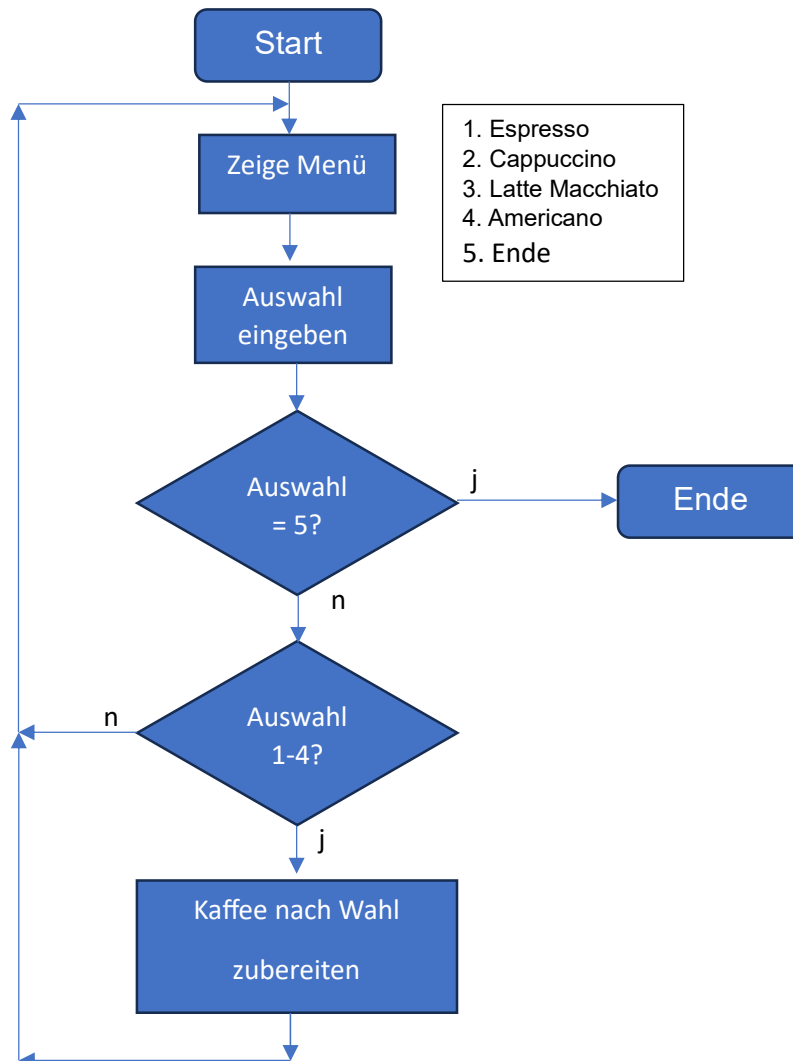 Start
Zeige Menü
1. Espresso
2. Cappuccino
3. Latte Macchiato
4. Americano
5. Ende
Auswahl
eingeben
Auswahl
= 5?
j
Ende
n
Auswahl
1-4?
n
j
Kaffee nach Wahl
zubereiten